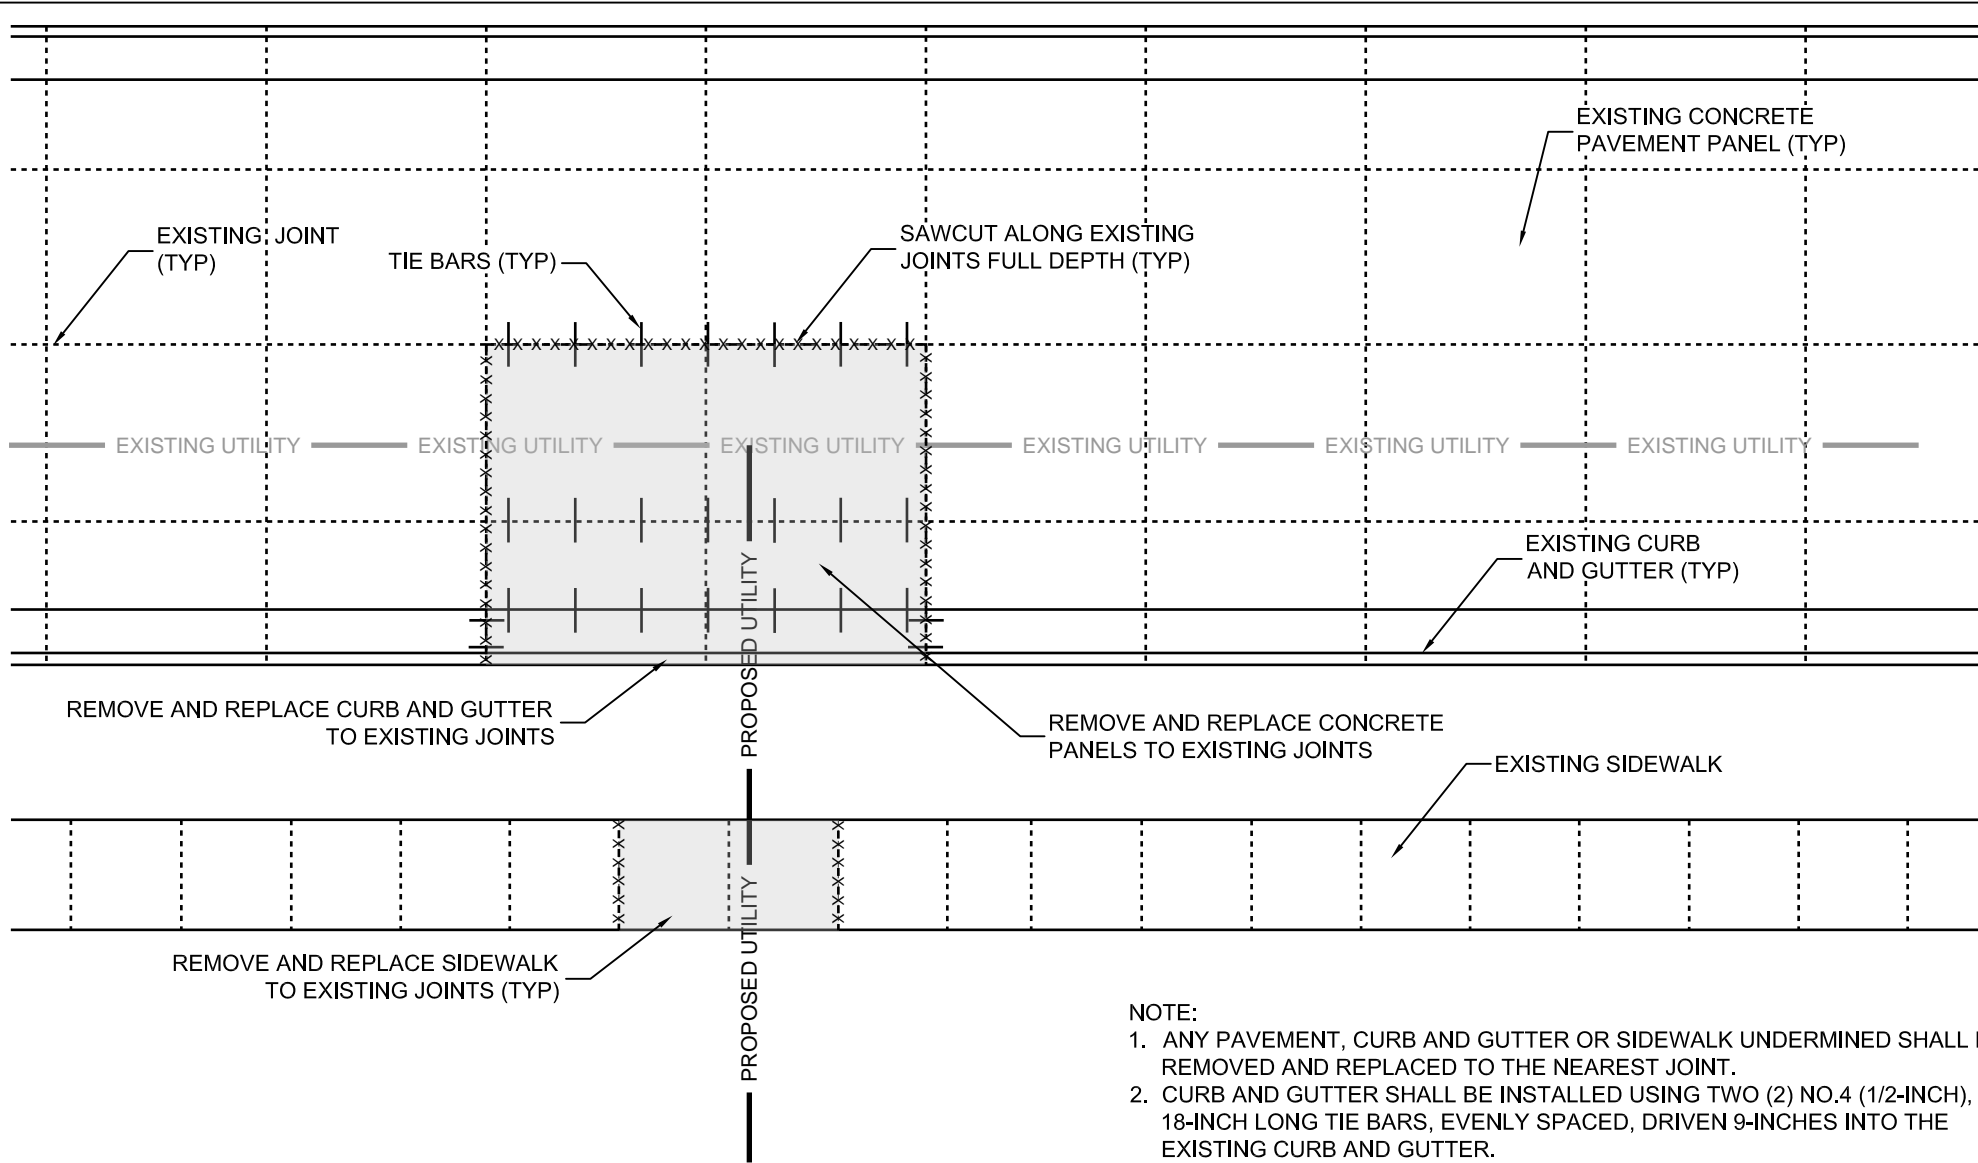 EXISTING CONCRETE
PAVEMENT PANEL (TYP)
EXISTING JOINT
(TYP)
TIE BARS (TYP)
SAWCUT ALONG EXISTING
JOINTS FULL DEPTH (TYP)
EXISTING UTILITY EXISTING UTILITY EXISTING UTILITY EXISTING UTILITY EXISTING UTILITY EXISTING UTILITY
EXISTING CURB
AND GUTTER (TYP)
PROPOSED UTILITY
REMOVE AND REPLACE CURB AND GUTTER
TO EXISTING JOINTS
REMOVE AND REPLACE CONCRETE
PANELS TO EXISTING JOINTS
EXISTING SIDEWALK
PROPOSED UTILITY
REMOVE AND REPLACE SIDEWALK
TO EXISTING JOINTS (TYP)
NOTE:
1. ANY PAVEMENT, CURB AND GUTTER OR SIDEWALK UNDERMINED SHALL
REMOVED AND REPLACED TO THE NEAREST JOINT.
2. CURB AND GUTTER SHALL BE INSTALLED USING TWO (2) NO.4 (1/2-INCH),
18-INCH LONG TIE BARS, EVENLY SPACED, DRIVEN 9-INCHES INTO THE
EXISTING CURB AND GUTTER.